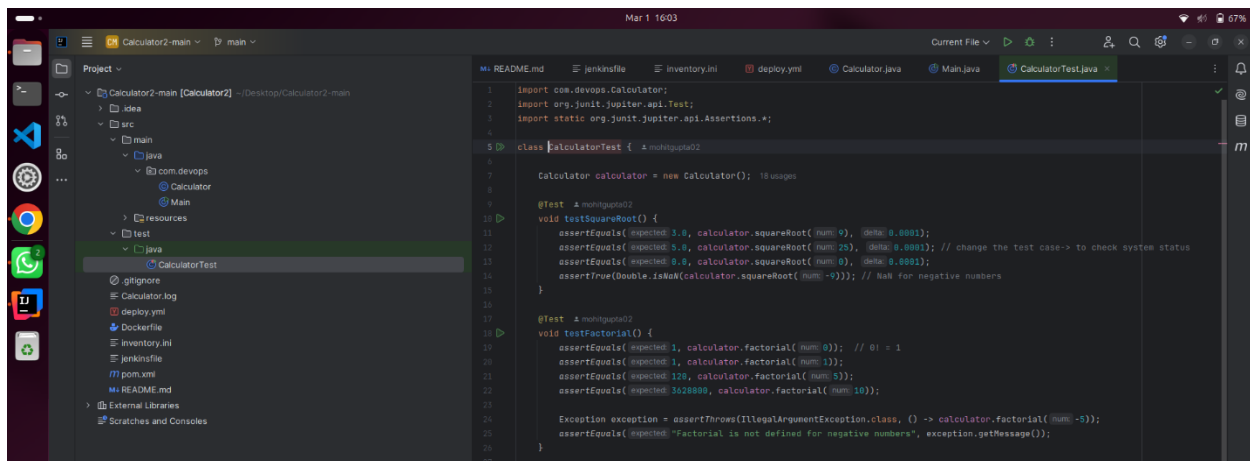 Mar 1 16:03
67%
CM Calculator2-main main
Current File
Project
README.md jenkinsfile inventory.ini deploy.yml Calculator.java Main.java CalculatorTest.java
Calculator2-main [Calculator2] ~/Desktop/Calculator2-main
.idea
src
main
java
com.devops
Calculator
Main
resources
test
java
CalculatorTest
.gitignore
Calculator.log
deploy.yml
Dockerfile
inventory.ini
jenkinsfile
pom.xml
README.md
External Libraries
Scratches and Consoles
1 import com.devops.Calculator;
2 import org.junit.jupiter.api.Test;
3 import static org.junit.jupiter.api.Assertions.*;
4
5 class CalculatorTest { mohitgupta02
6
7 Calculator calculator = new Calculator(); 18 usages
8
9 @Test mohitgupta02
10 void testSquareRoot() {
11 assertEquals( expected: 3.0, calculator.squareRoot( num: 9), delta: 0.0001);
12 assertEquals( expected: 5.0, calculator.squareRoot( num: 25), delta: 0.0001); // change the test case-> to check system status
13 assertEquals( expected: 0.0, calculator.squareRoot( num: 0), delta: 0.0001);
14 assertTrue(Double.isNaN(calculator.squareRoot( num: -9))); // NaN for negative numbers
15 }
16
17 @Test mohitgupta02
18 void testFactorial() {
19 assertEquals( expected: 1, calculator.factorial( num: 0)); // 0! = 1
20 assertEquals( expected: 1, calculator.factorial( num: 1));
21 assertEquals( expected: 120, calculator.factorial( num: 5));
22 assertEquals( expected: 3628800, calculator.factorial( num: 10));
23
24 Exception exception = assertThrows(IllegalArgumentException.class, () -> calculator.factorial( num: -5));
25 assertEquals( expected: "Factorial is not defined for negative numbers", exception.getMessage());
26 }